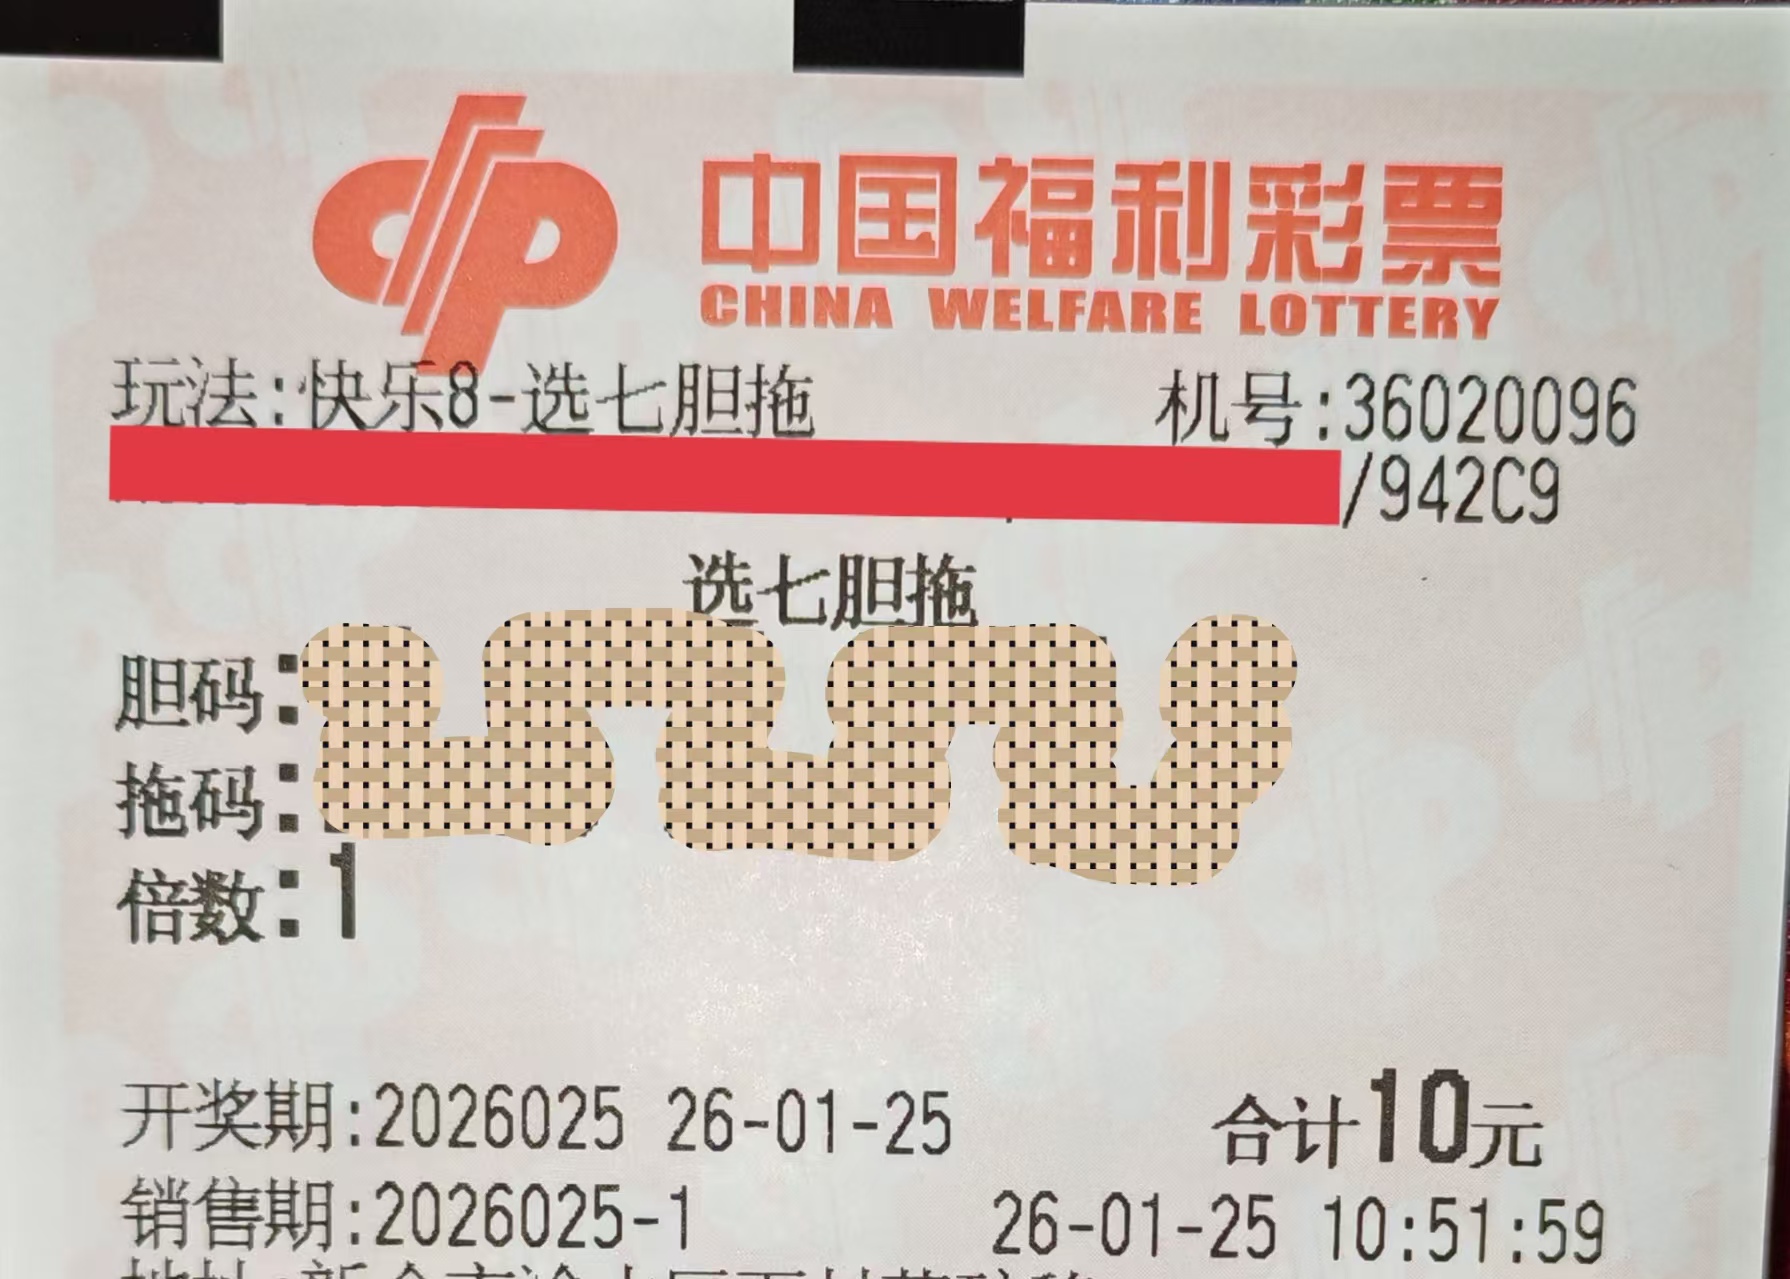 中国福利彩票
CHINA WELFARE LOTTERY
玩法:快乐8-选七胆拖 机号:36020096
/942C9
选七胆拖
胆码:
拖码:
倍数:1
开奖期:2026025 26-01-25 合计10元
销售期:2026025-1 26-01-25 10:51:59